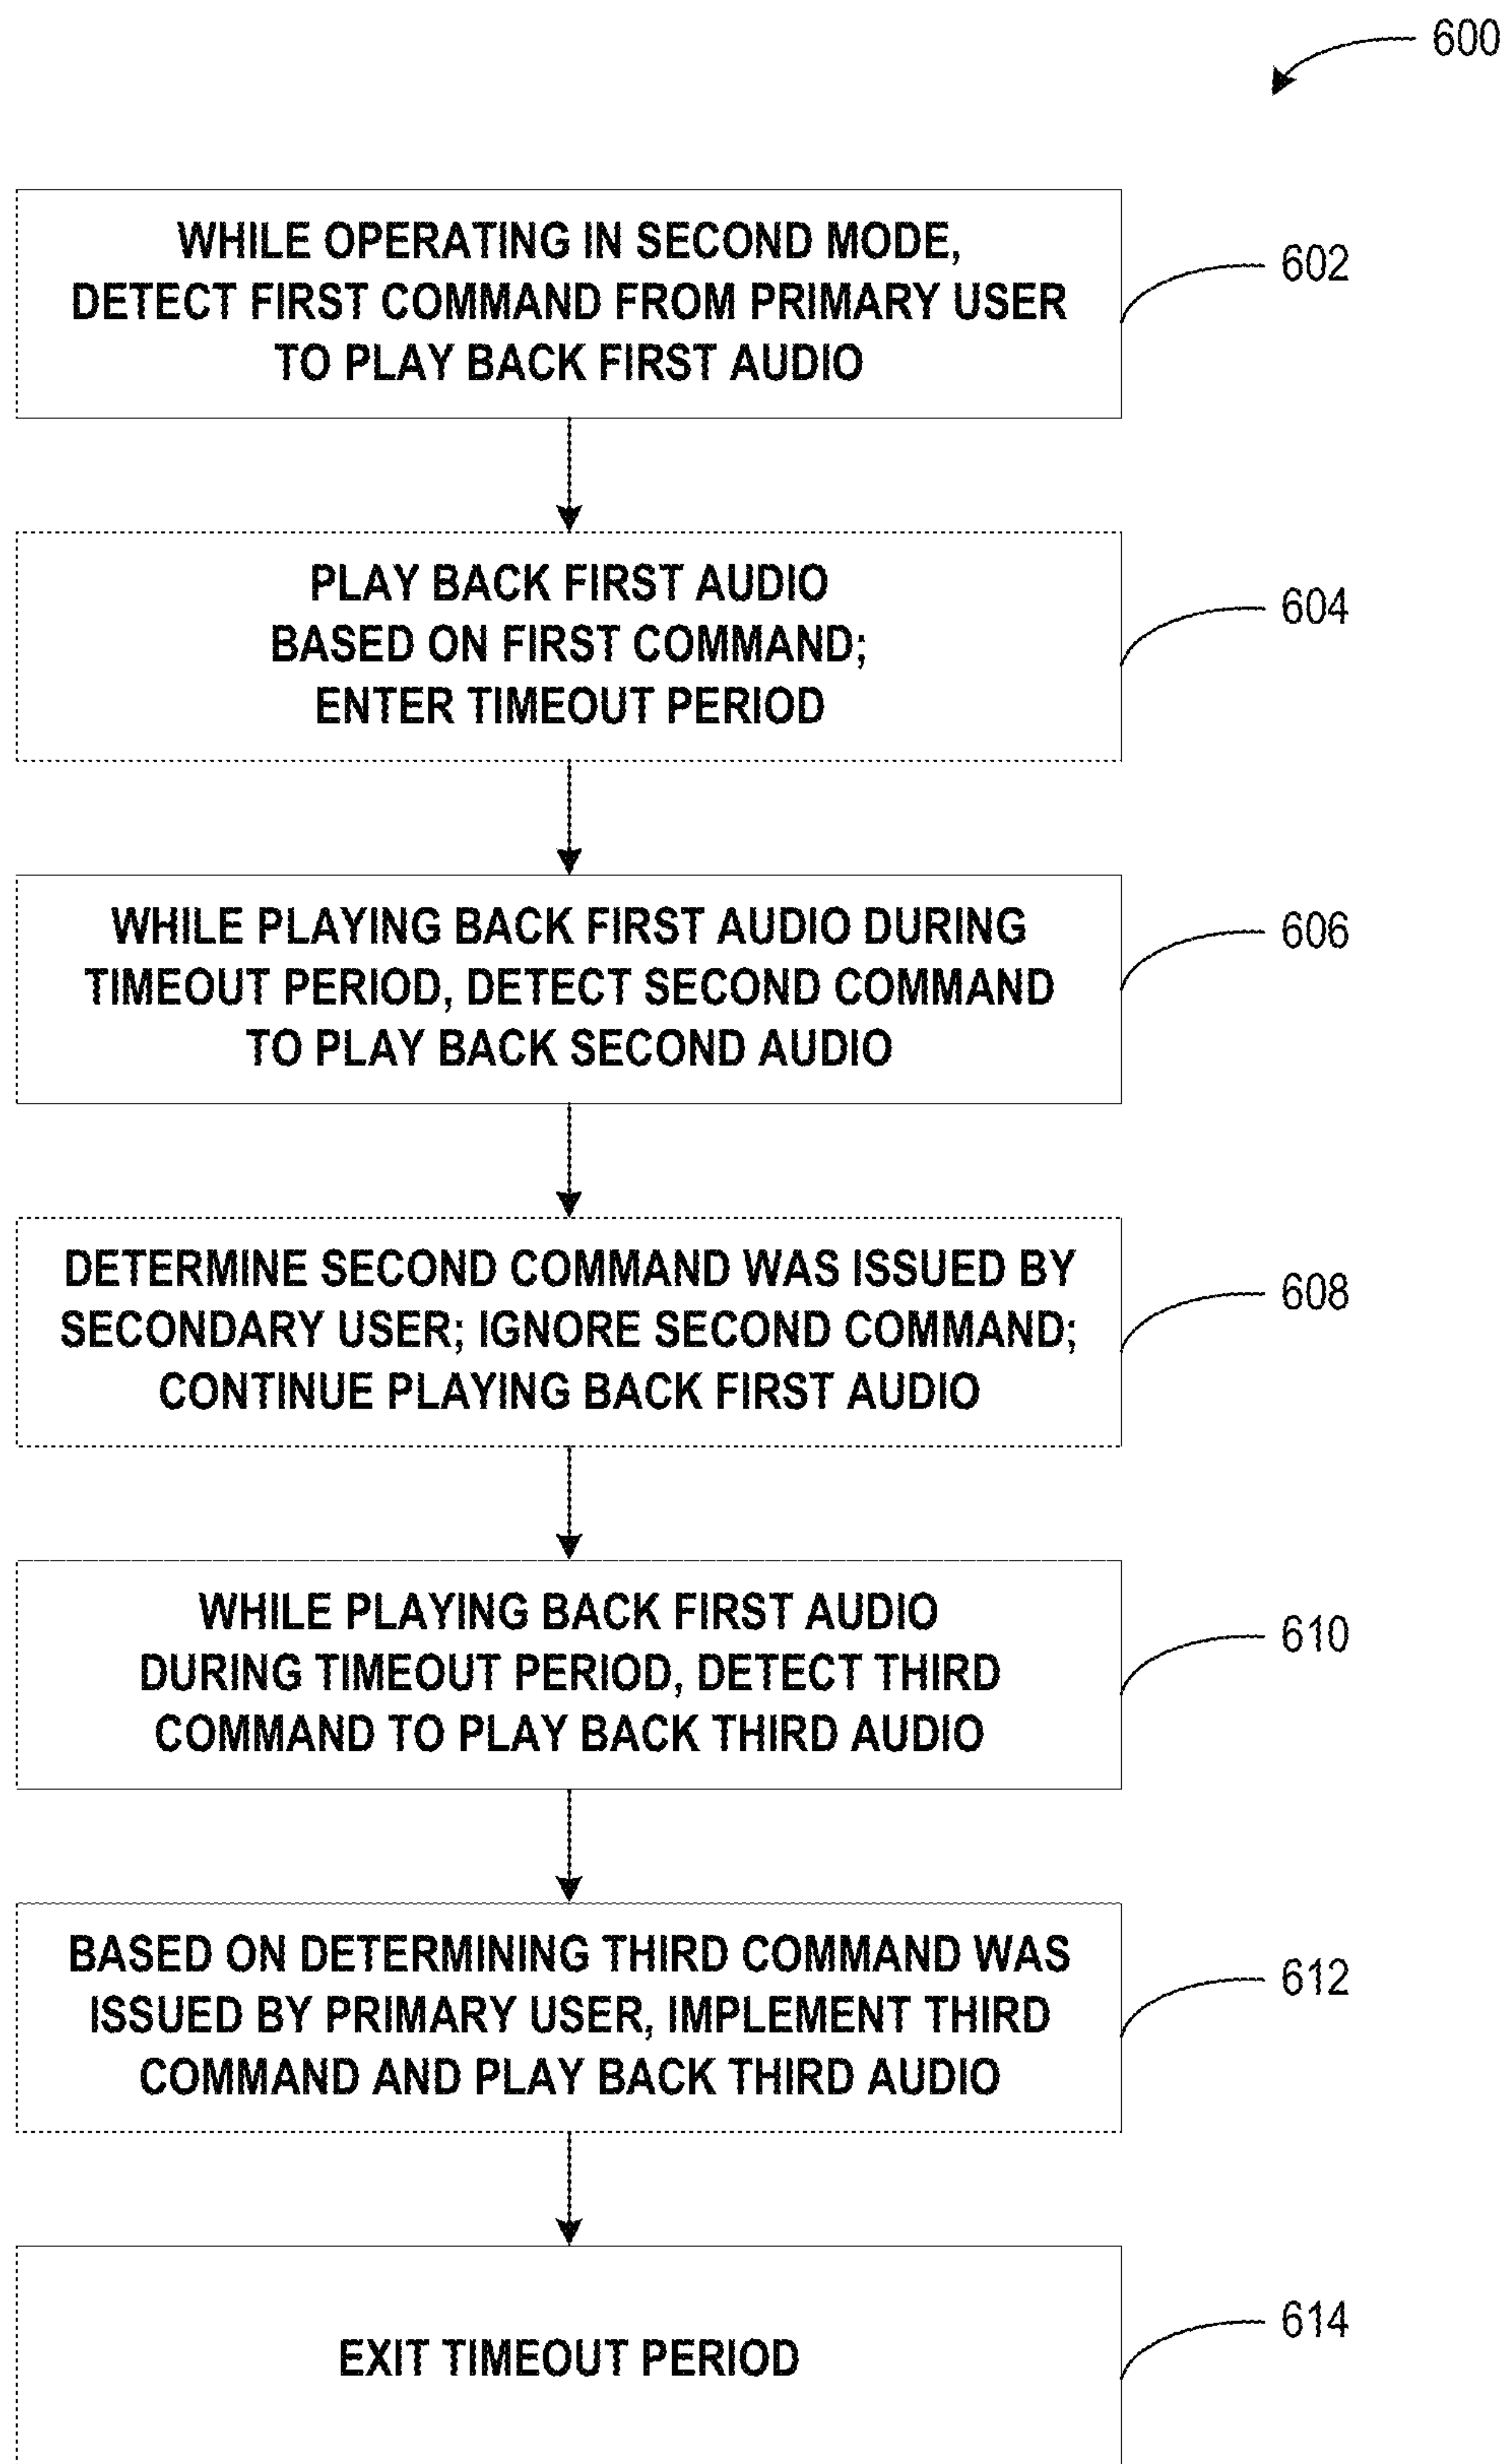 600
WHILE OPERATING IN SECOND MODE,
DETECT FIRST COMMAND FROM PRIMARY USER
TO PLAY BACK FIRST AUDIO
602
PLAY BACK FIRST AUDIO
BASED ON FIRST COMMAND;
ENTER TIMEOUT PERIOD
604
WHILE PLAYING BACK FIRST AUDIO DURING
TIMEOUT PERIOD, DETECT SECOND COMMAND
TO PLAY BACK SECOND AUDIO
606
DETERMINE SECOND COMMAND WAS ISSUED BY
SECONDARY USER; IGNORE SECOND COMMAND;
CONTINUE PLAYING BACK FIRST AUDIO
608
WHILE PLAYING BACK FIRST AUDIO
DURING TIMEOUT PERIOD, DETECT THIRD
COMMAND TO PLAY BACK THIRD AUDIO
610
BASED ON DETERMINING THIRD COMMAND WAS
ISSUED BY PRIMARY USER, IMPLEMENT THIRD
COMMAND AND PLAY BACK THIRD AUDIO
612
EXIT TIMEOUT PERIOD
614